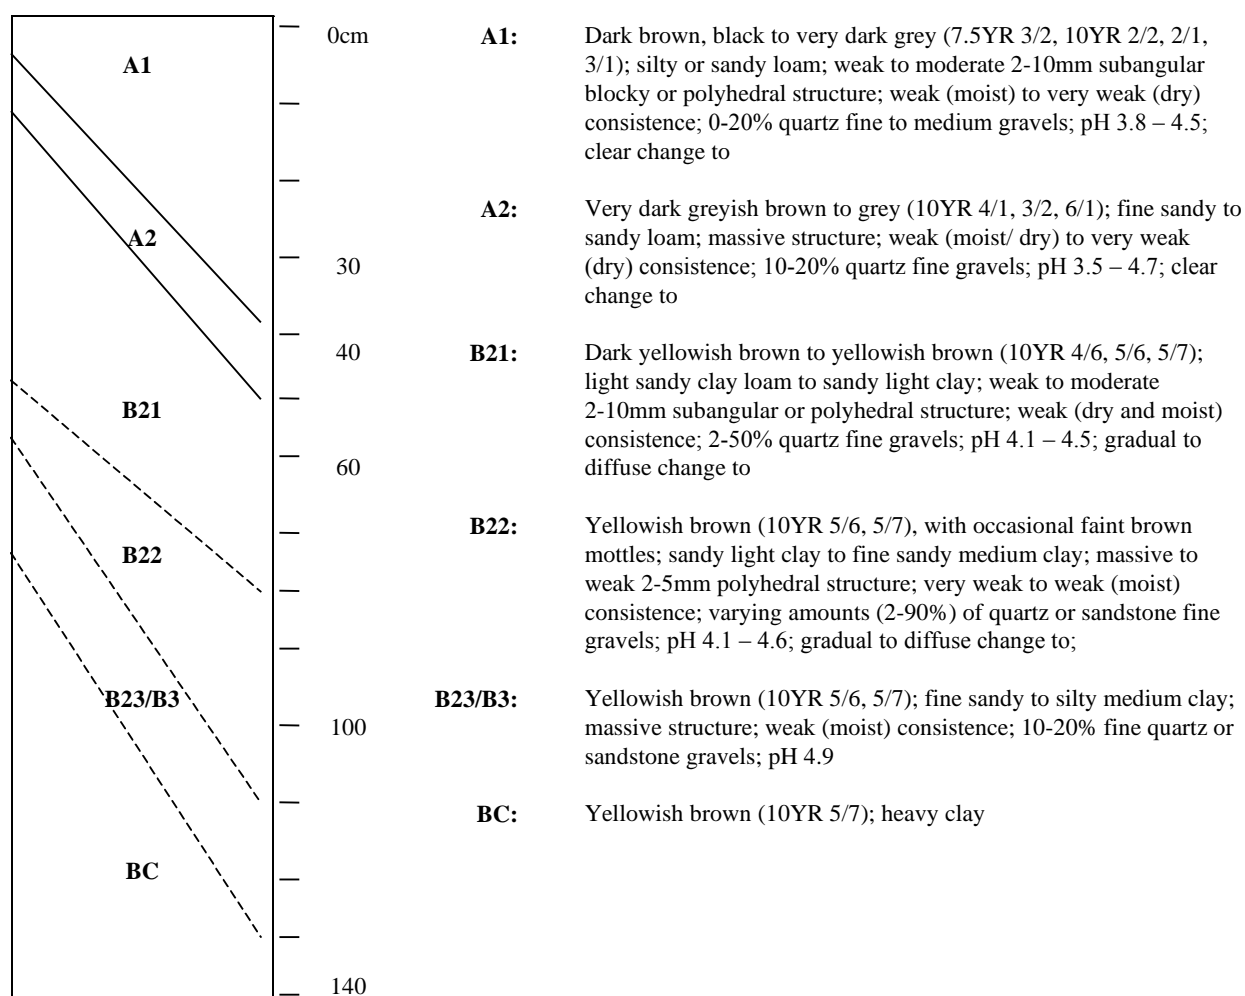 A1
A2
B21
B22
B23/B3
BC
0cm
30
40
60
100
140
A1:
Dark brown, black to very dark grey (7.5YR 3/2, 10YR 2/2, 2/1,
3/1); silty or sandy loam; weak to moderate 2-10mm subangular
blocky or polyhedral structure; weak (moist) to very weak (dry)
consistence; 0-20% quartz fine to medium gravels; pH 3.8 – 4.5;
clear change to
A2:
Very dark greyish brown to grey (10YR 4/1, 3/2, 6/1); fine sandy to
sandy loam; massive structure; weak (moist/ dry) to very weak
(dry) consistence; 10-20% quartz fine gravels; pH 3.5 – 4.7; clear
change to
B21:
Dark yellowish brown to yellowish brown (10YR 4/6, 5/6, 5/7);
light sandy clay loam to sandy light clay; weak to moderate
2-10mm subangular or polyhedral structure; weak (dry and moist)
consistence; 2-50% quartz fine gravels; pH 4.1 – 4.5; gradual to
diffuse change to
B22:
Yellowish brown (10YR 5/6, 5/7), with occasional faint brown
mottles; sandy light clay to fine sandy medium clay; massive to
weak 2-5mm polyhedral structure; very weak to weak (moist)
consistence; varying amounts (2-90%) of quartz or sandstone fine
gravels; pH 4.1 – 4.6; gradual to diffuse change to;
B23/B3:
Yellowish brown (10YR 5/6, 5/7); fine sandy to silty medium clay;
massive structure; weak (moist) consistence; 10-20% fine quartz or
sandstone gravels; pH 4.9
BC:
Yellowish brown (10YR 5/7); heavy clay